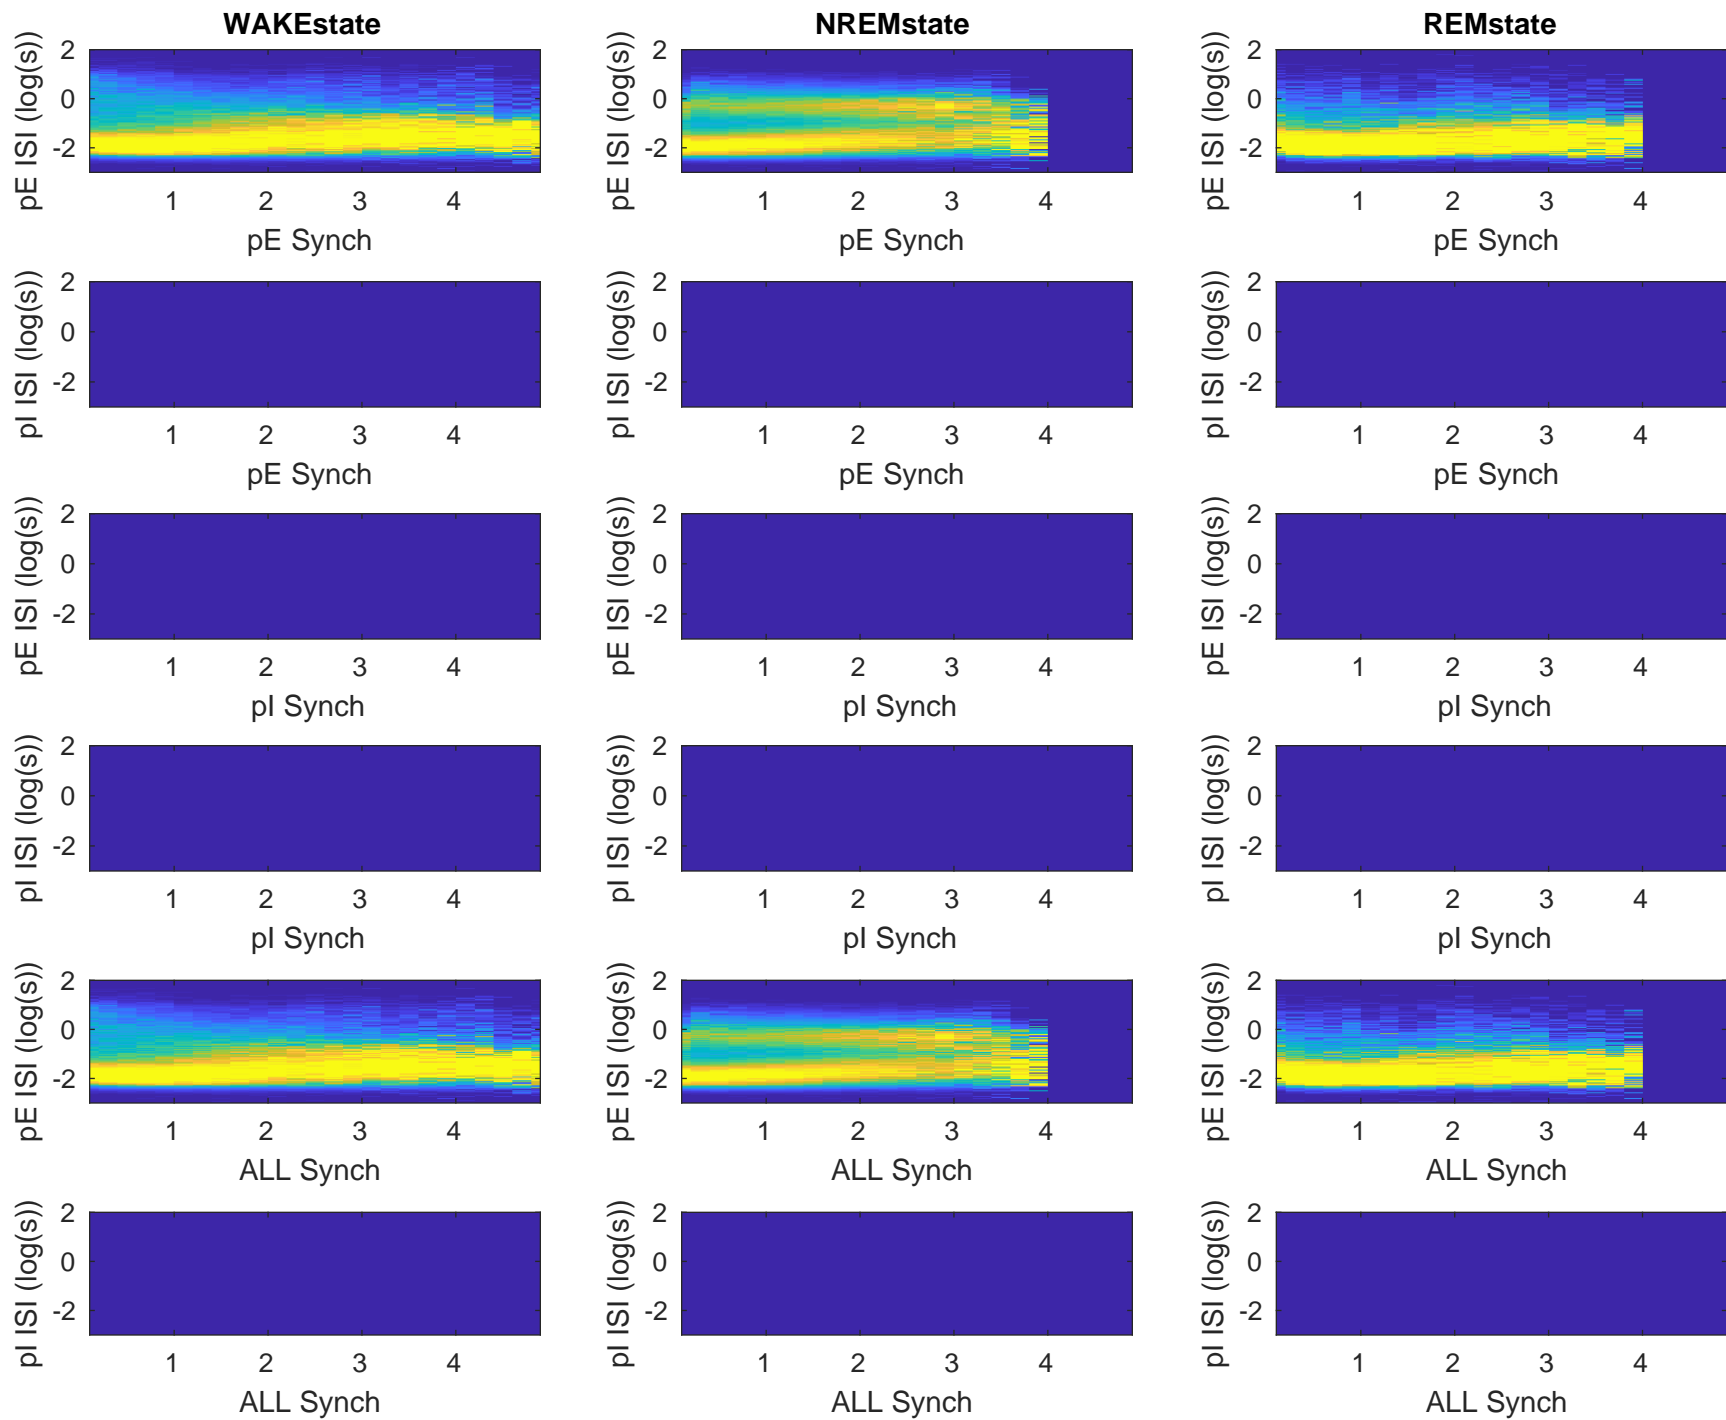 WAKEstate NREMstate REMstate
pE ISI (log(s)) 2 0 -2 pE ISI (log(s)) 2 0 -2 pE ISI (log(s)) 2 0 -2
1 2 3 4 1 2 3 4 1 2 3 4
pE Synch pE Synch pE Synch
pI ISI (log(s)) 2 0 -2 pI ISI (log(s)) 2 0 -2 pI ISI (log(s)) 2 0 -2
1 2 3 4 1 2 3 4 1 2 3 4
pE Synch pE Synch pE Synch
pE ISI (log(s)) 2 0 -2 pE ISI (log(s)) 2 0 -2 pE ISI (log(s)) 2 0 -2
1 2 3 4 1 2 3 4 1 2 3 4
pI Synch pI Synch pI Synch
pI ISI (log(s)) 2 0 -2 pI ISI (log(s)) 2 0 -2 pI ISI (log(s)) 2 0 -2
1 2 3 4 1 2 3 4 1 2 3 4
pI Synch pI Synch pI Synch
pE ISI (log(s)) 2 0 -2 pE ISI (log(s)) 2 0 -2 pE ISI (log(s)) 2 0 -2
1 2 3 4 1 2 3 4 1 2 3 4
ALL Synch ALL Synch ALL Synch
pI ISI (log(s)) 2 0 -2 pI ISI (log(s)) 2 0 -2 pI ISI (log(s)) 2 0 -2
1 2 3 4 1 2 3 4 1 2 3 4
ALL Synch ALL Synch ALL Synch